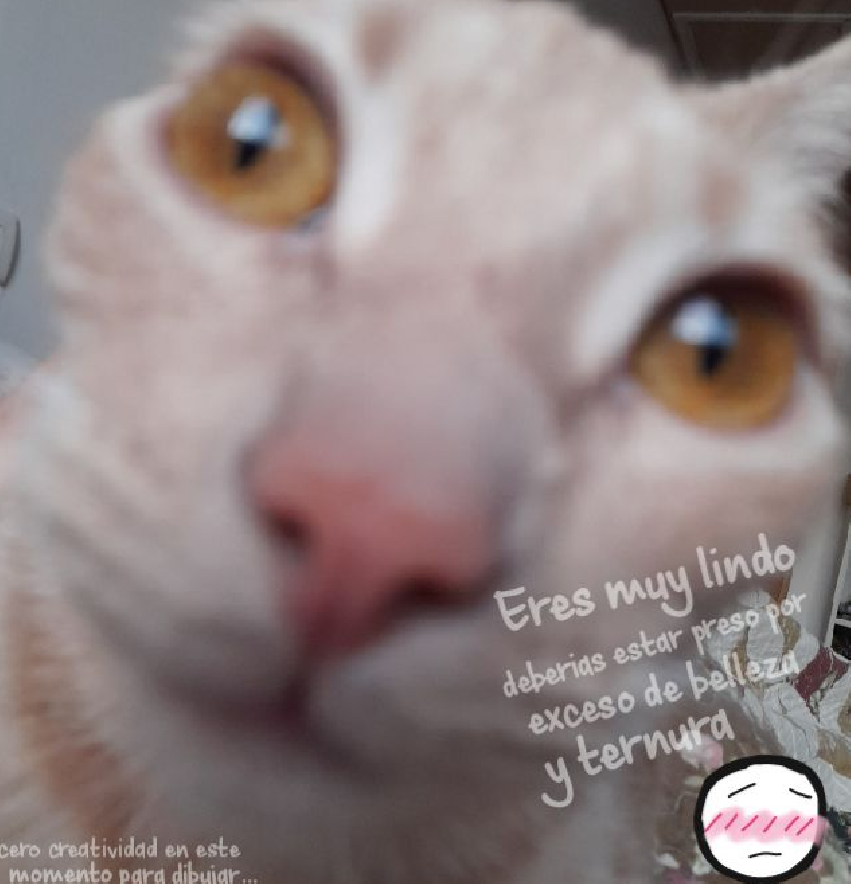 Eres muy lindo
deberias estar preso por
exceso de belleza
y ternura
cero creatividad en este
momento para dibujar...